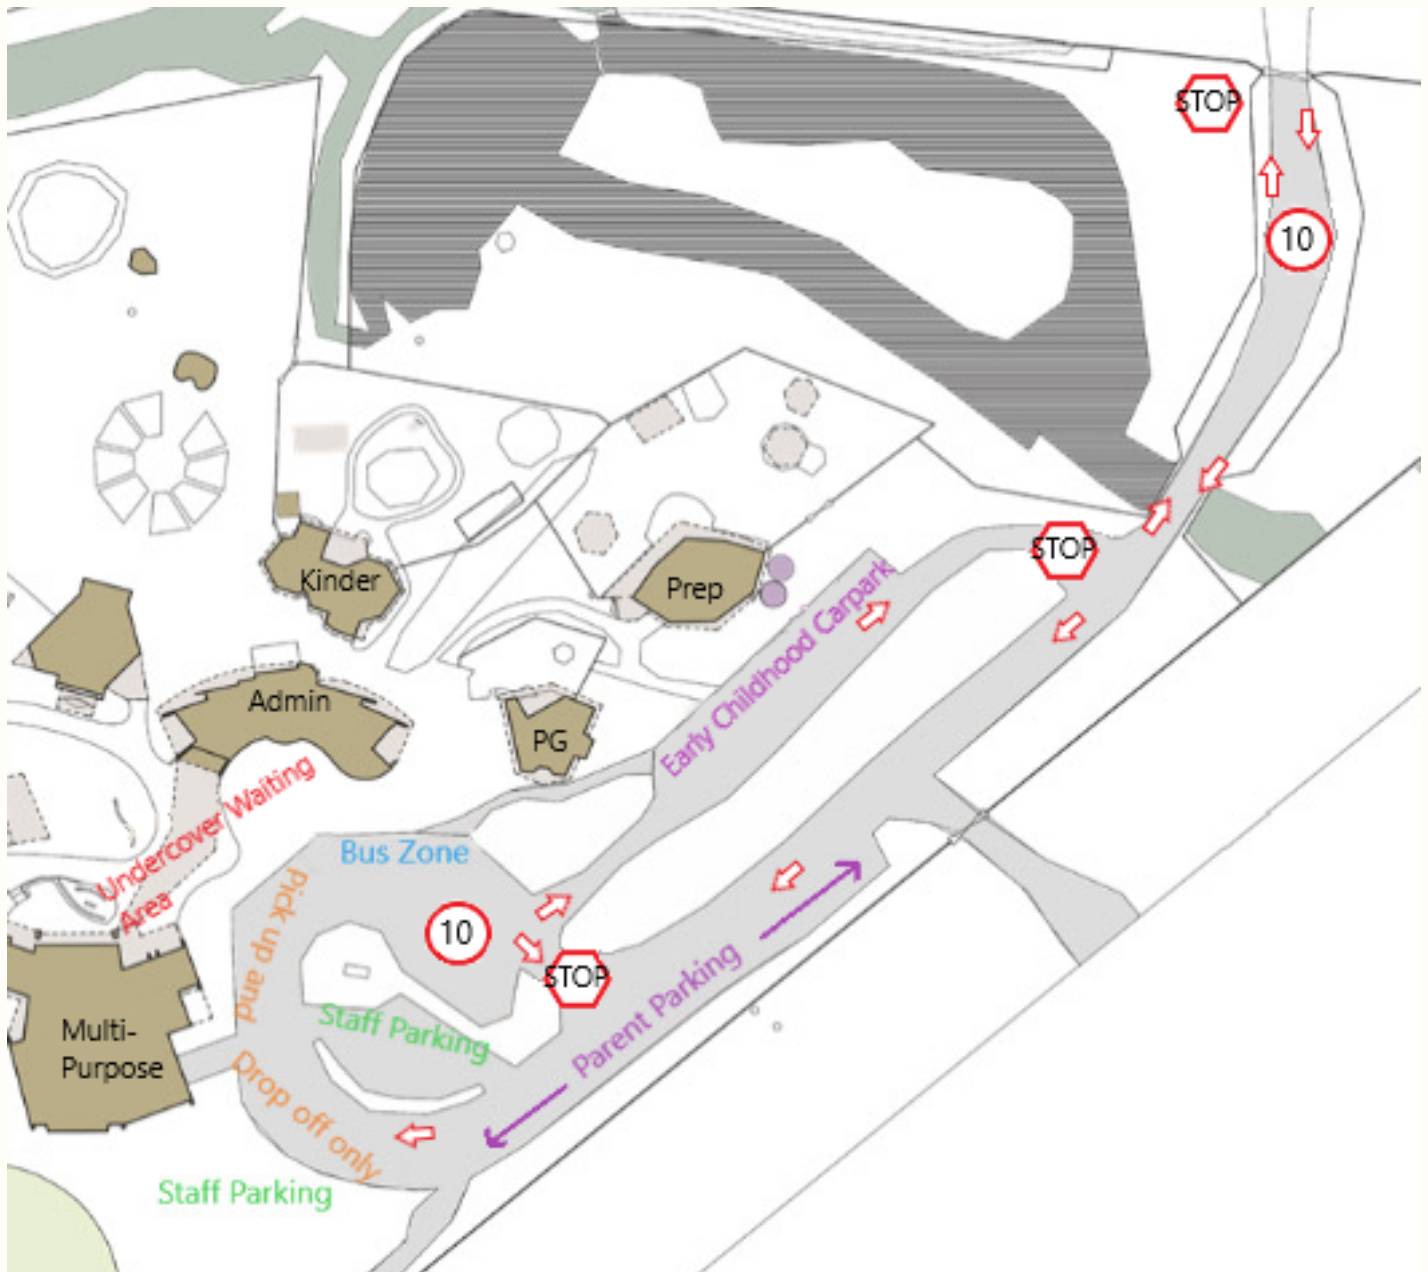 STOP
10
STOP
Kinder
Prep
Early Childhood Carpark
Admin
PG
Undercover Waiting
Area
Bus Zone
Pick up and
Drop off only
10
STOP
Staff Parking
Parent Parking
Multi-
Purpose
Staff Parking